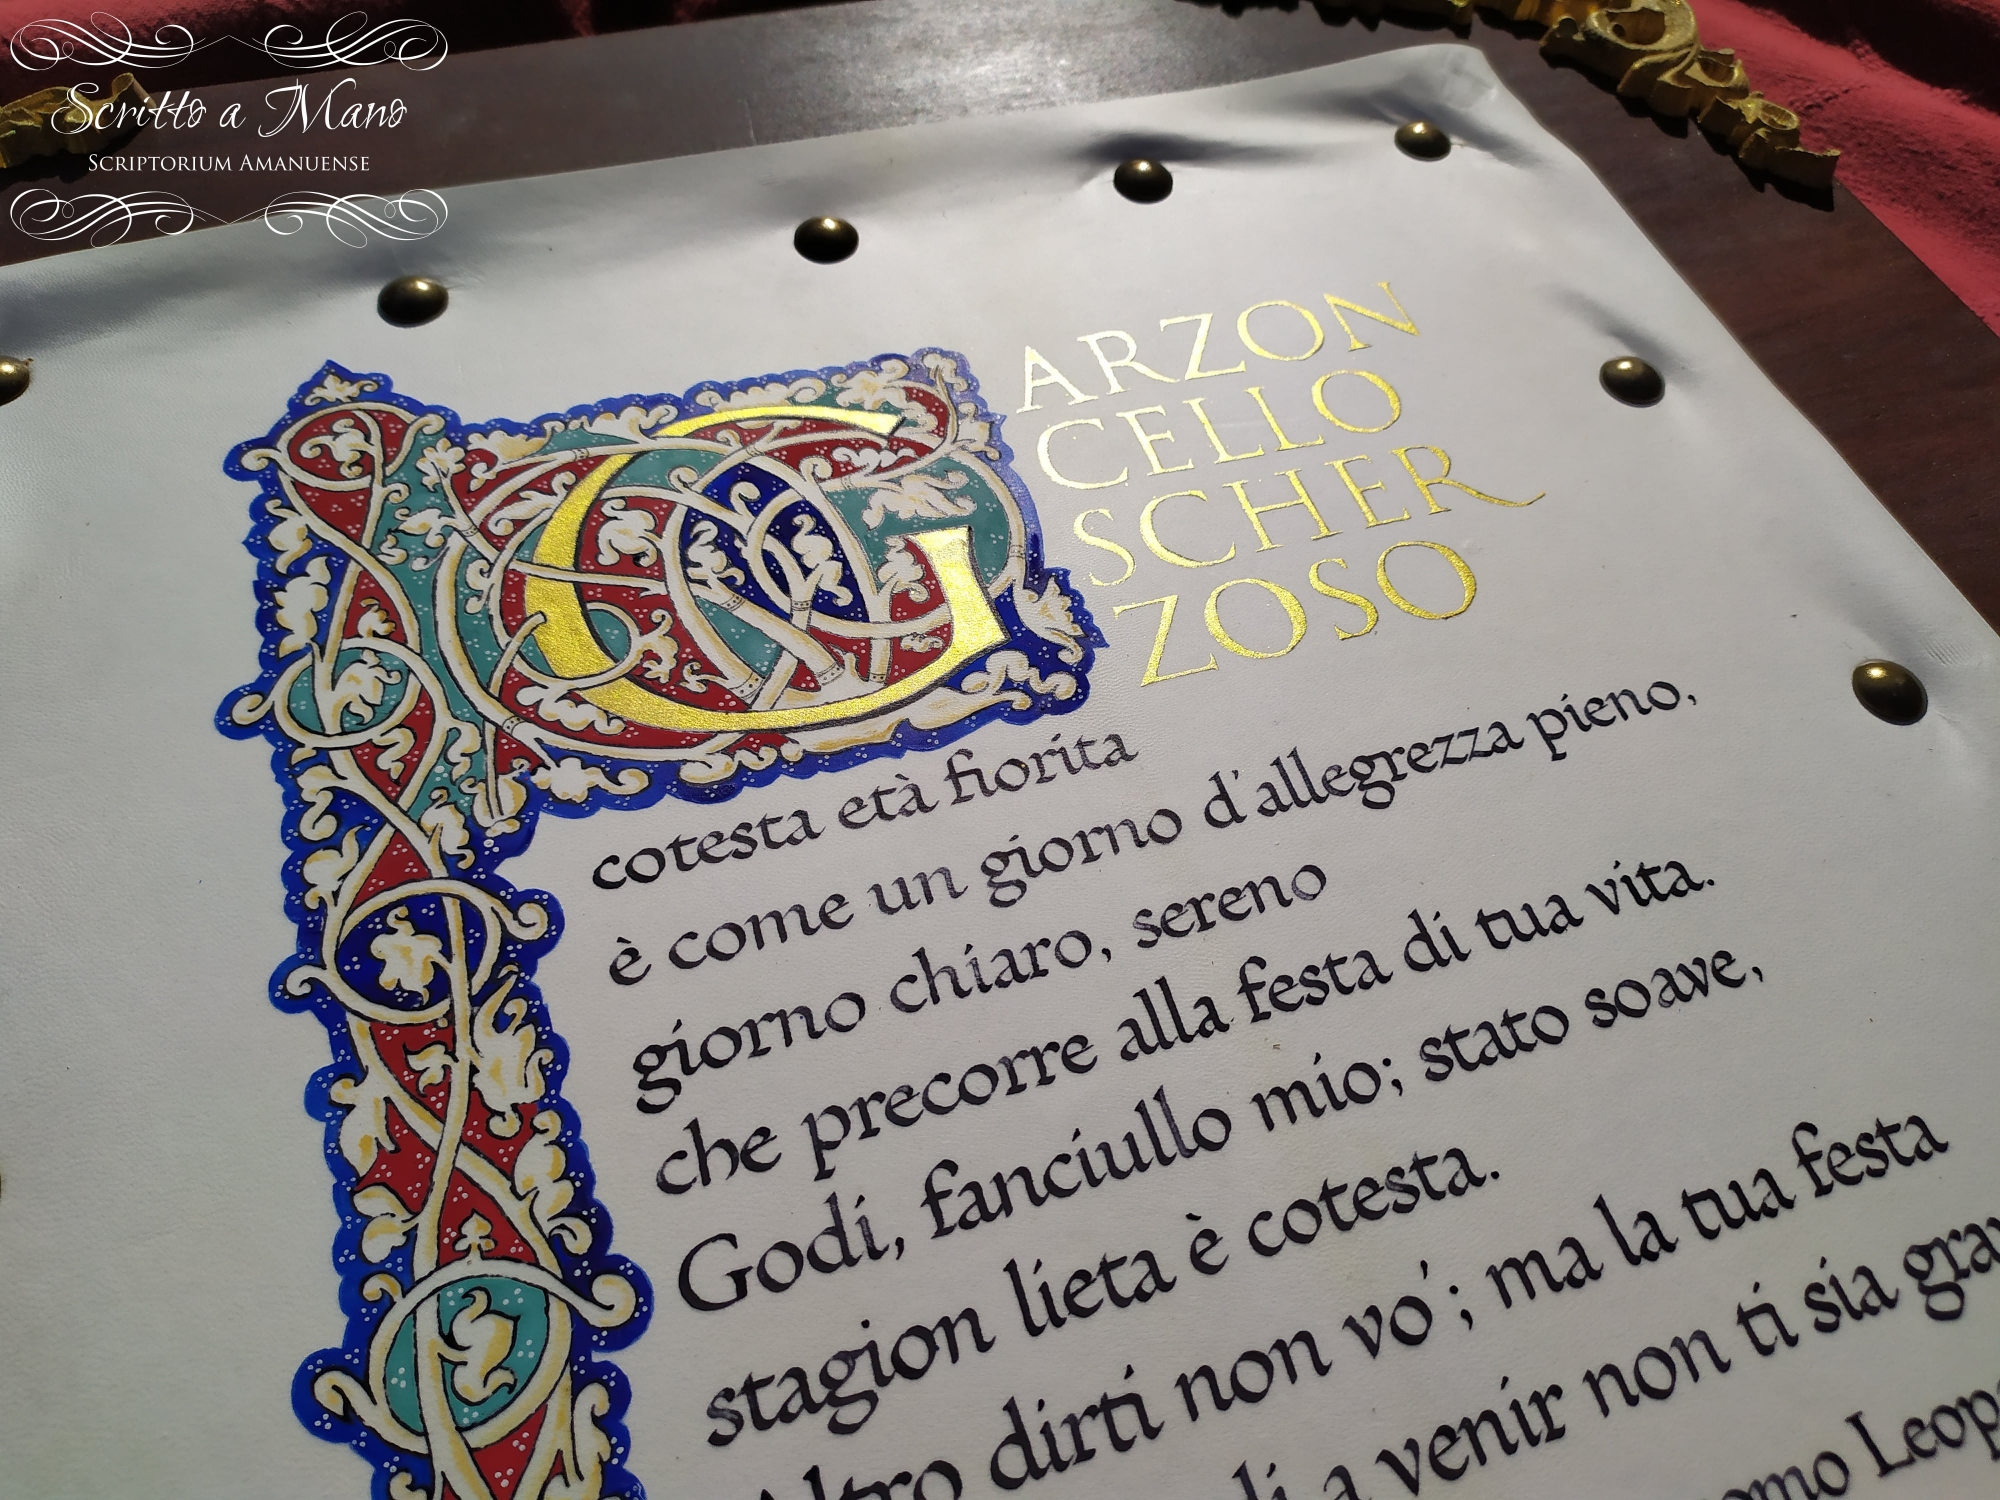 Scritto a Mano
SCRIPTORIUM AMANUENSE
GARZON
CELLO
SCHER
ZOSO
cotesta età fiorita
è come un giorno d'allegrezza pieno,
giorno chiaro, sereno
che precorre alla festa di tua vita.
Godi, fanciullo mio; stato soave,
stagion lieta è cotesta.
Altro dirti non vo'; ma la tua festa
di a venir non ti sia